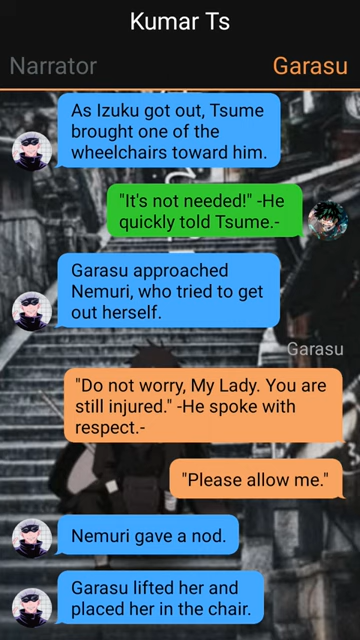 Kumar Ts
Narrator
Garasu
As Izuku got out, Tsume
brought one of the
wheelchairs toward him.
"It's not needed!" -He
quickly told Tsume.-
Garasu approached
Nemuri, who tried to get
out herself.
Garasu
"Do not worry, My Lady. You are
still injured." -He spoke with
respect.-
"Please allow me."
Nemuri gave a nod.
Garasu lifted her and
placed her in the chair.